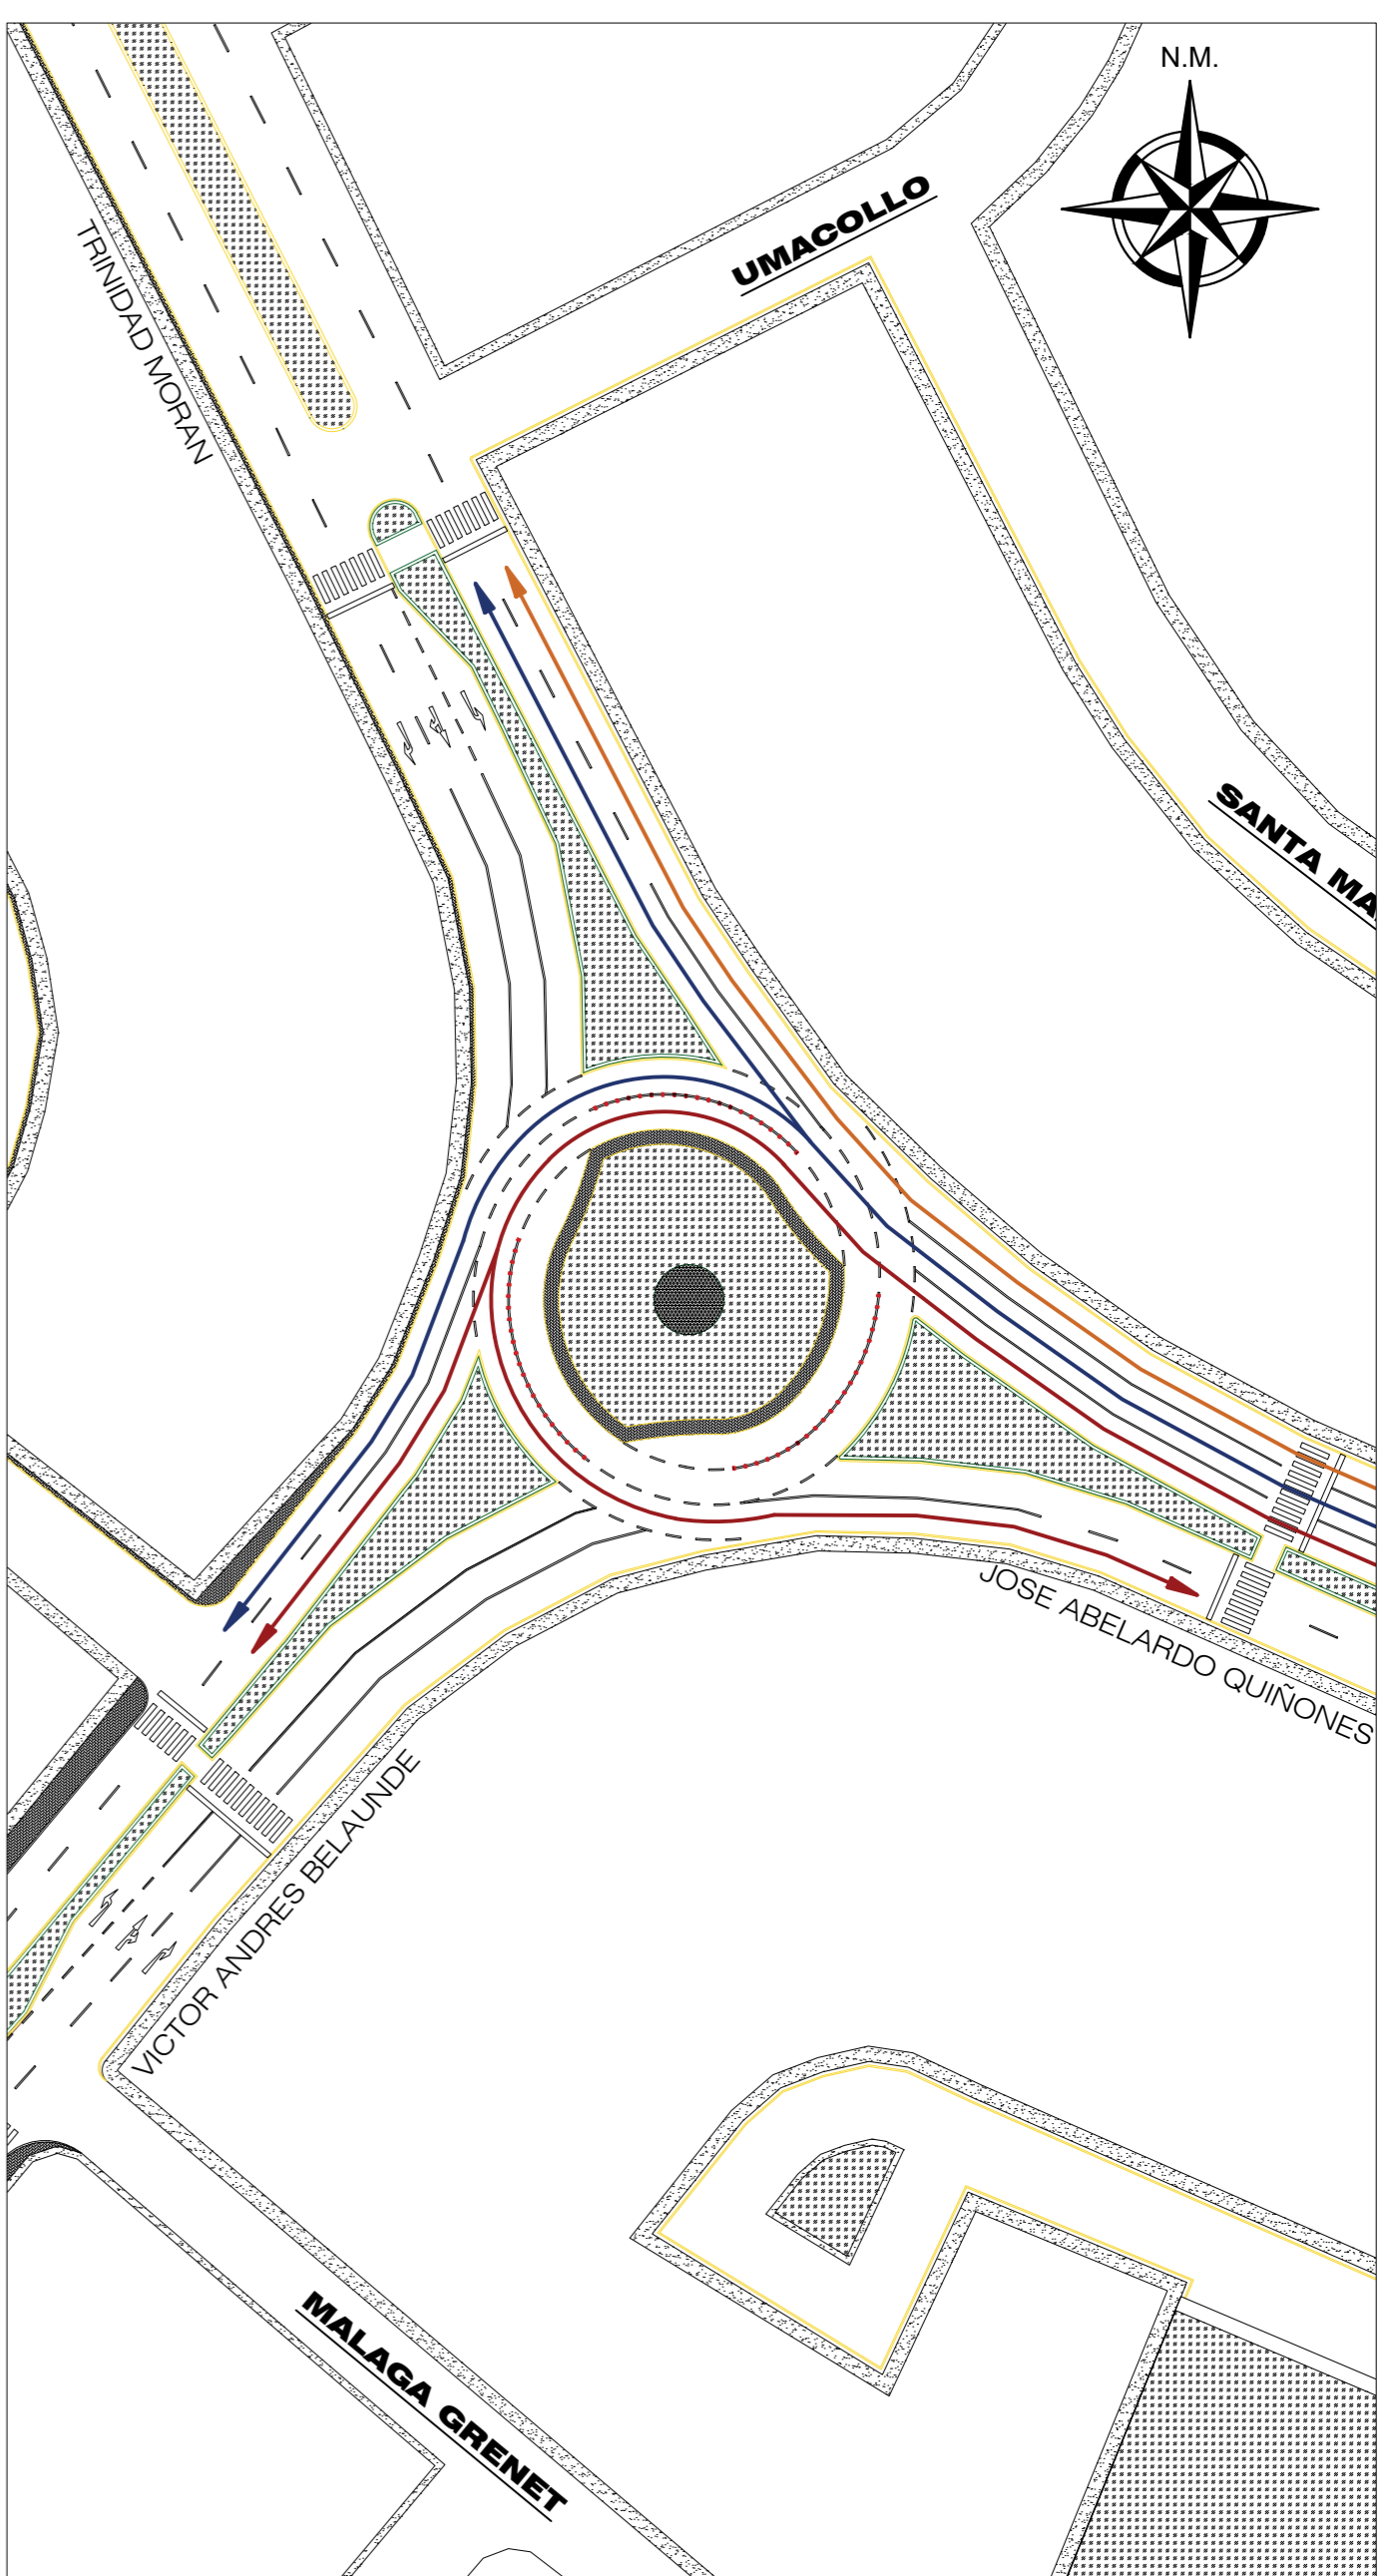 N.M.
UMACOLLO
TRINIDAD MORAN
SANTA MA
JOSE ABELARDO QUIÑONES
VICTOR ANDRES BELAUNDE
MALAGA GRENET